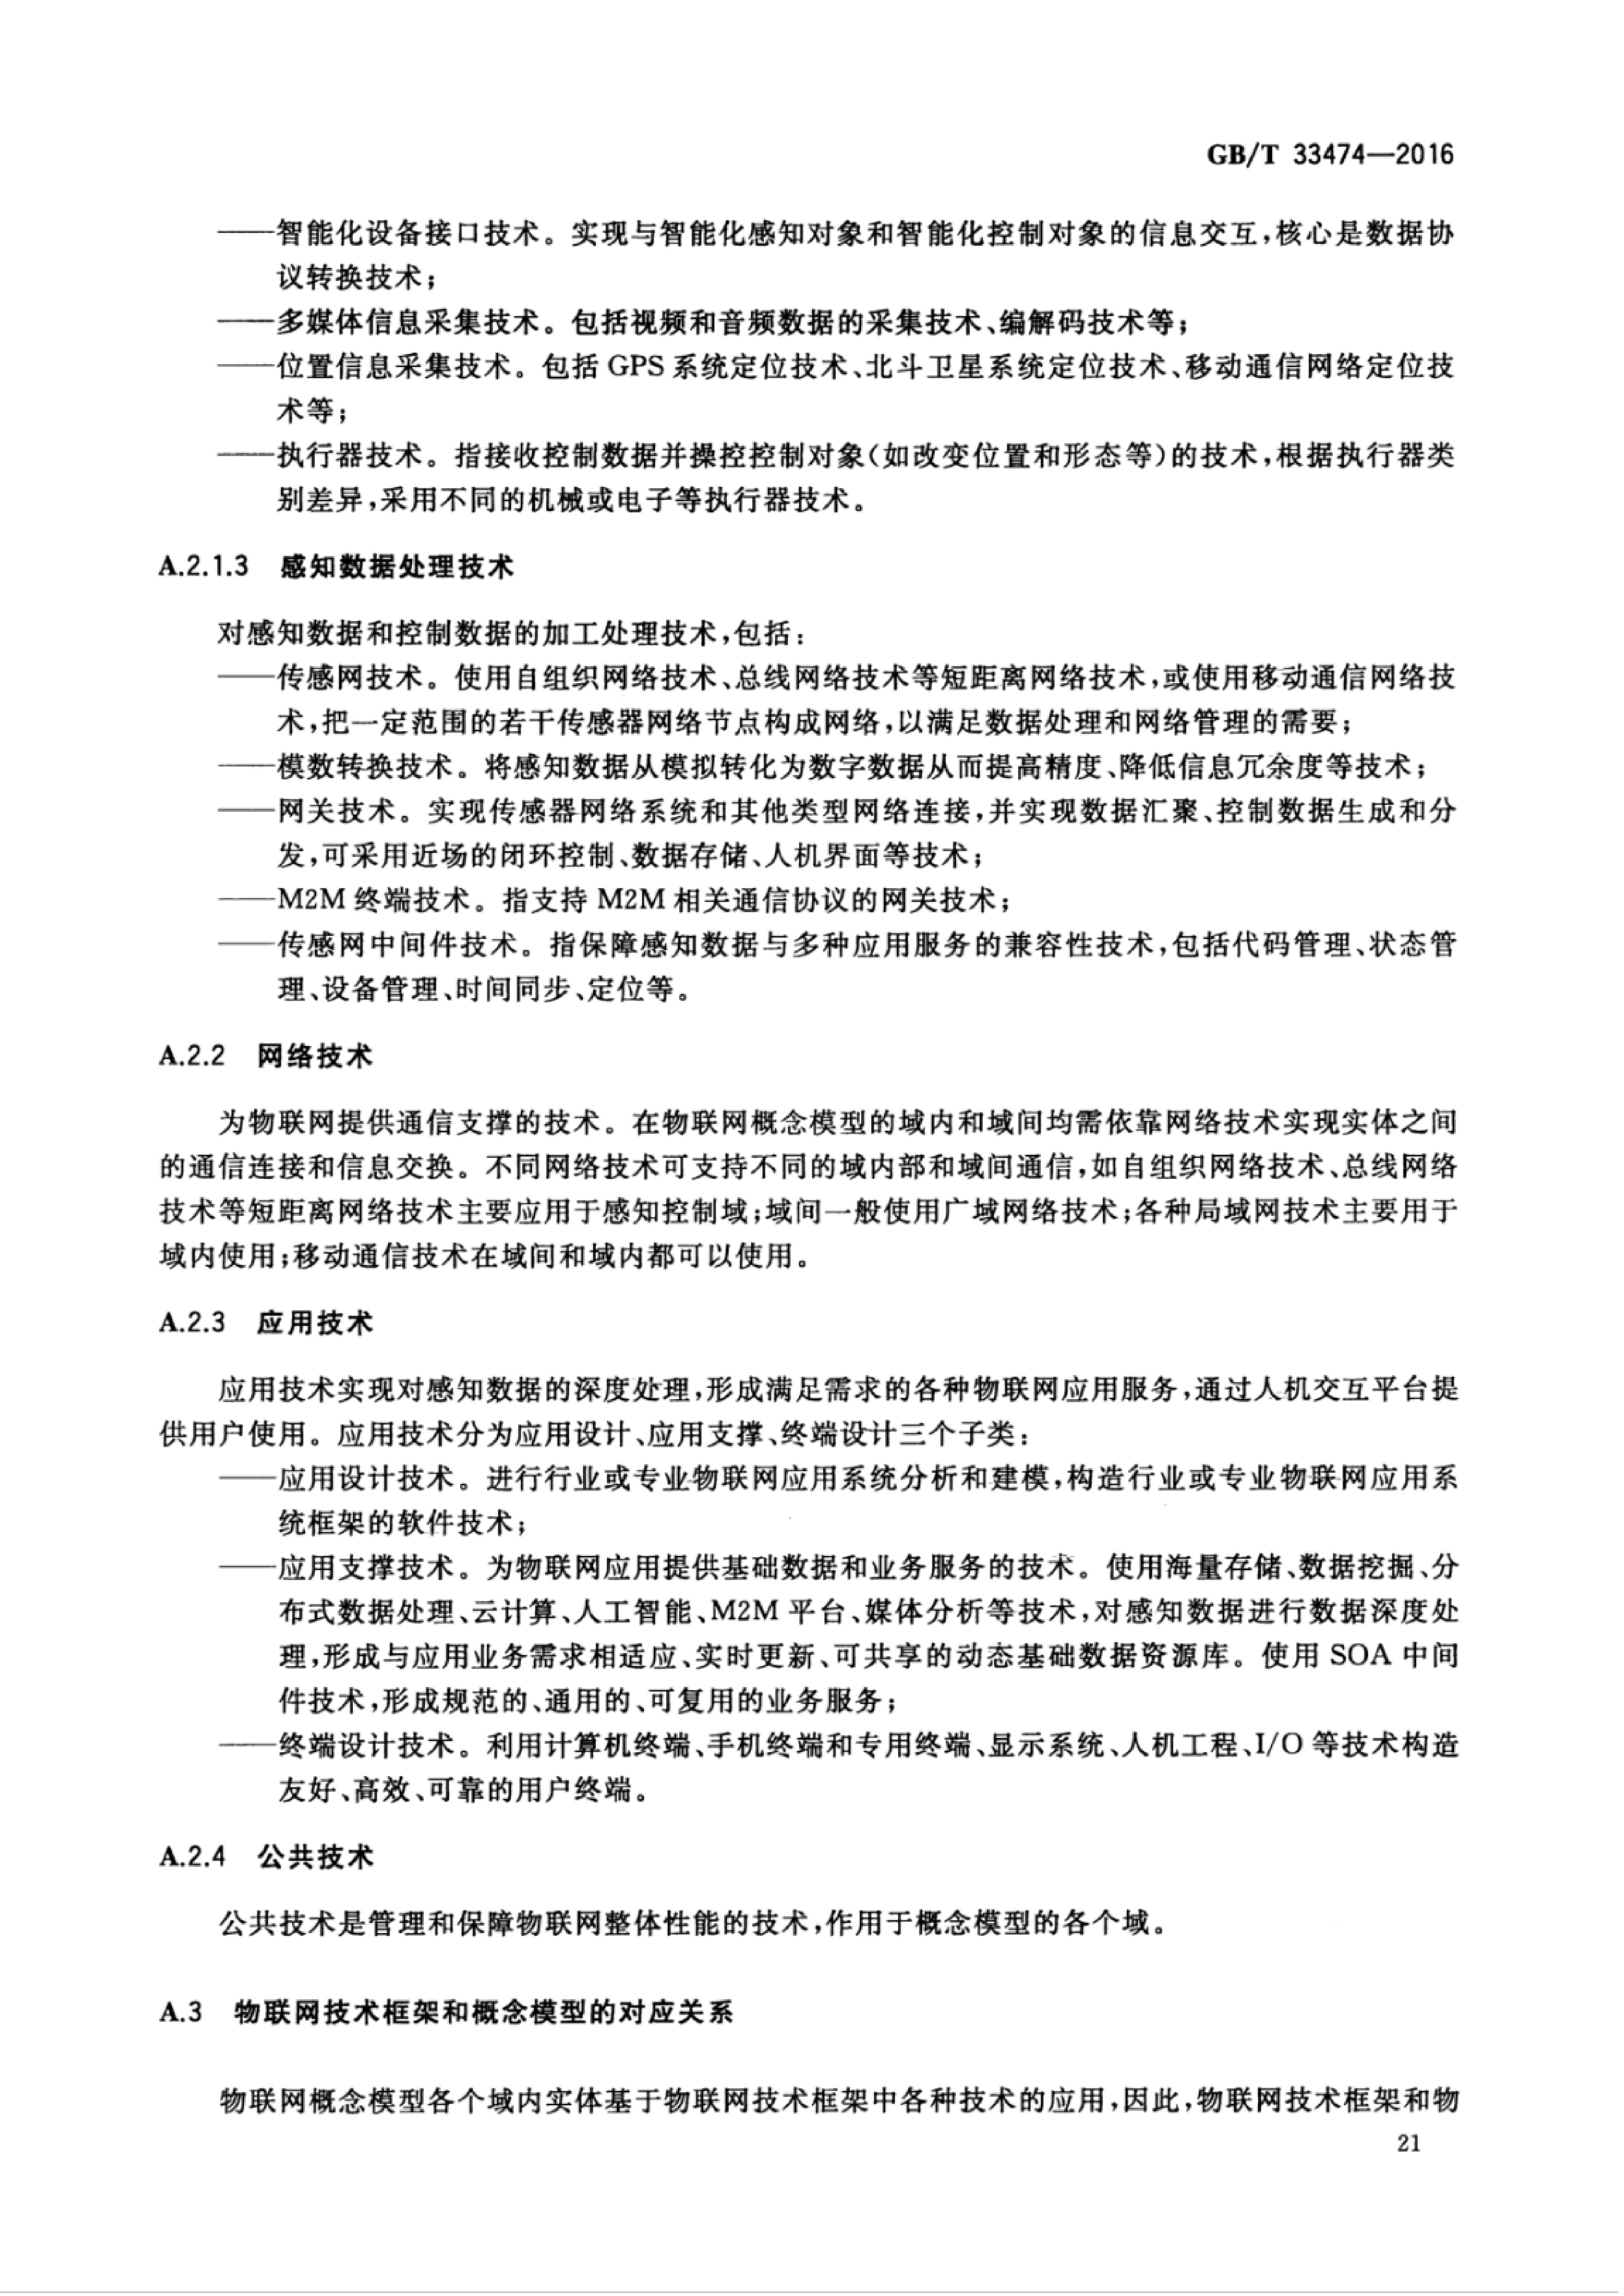 GB/T 33474—2016
——智能化设备接口技术。实现与智能化感知对象和智能化控制对象的信息交互,核心是数据协
议转换技术;
——多媒体信息采集技术。包括视频和音频数据的采集技术、编解码技术等;
——位置信息采集技术。包括 GPS 系统定位技术、北斗卫星系统定位技术、移动通信网络定位技
术等;
——执行器技术。指接收控制数据并操控控制对象(如改变位置和形态等)的技术,根据执行器类
别差异,采用不同的机械或电子等执行器技术。
A.2.1.3 感知数据处理技术
对感知数据和控制数据的加工处理技术,包括:
——传感网技术。使用自组织网络技术、总线网络技术等短距离网络技术,或使用移动通信网络技
术,把一定范围的若干传感器网络节点构成网络,以满足数据处理和网络管理的需要;
——模数转换技术。将感知数据从模拟转化为数字数据从而提高精度、降低信息冗余度等技术;
——网关技术。实现传感器网络系统和其他类型网络连接,并实现数据汇聚、控制数据生成和分
发,可采用近场的闭环控制、数据存储、人机界面等技术;
——M2M 终端技术。指支持 M2M 相关通信协议的网关技术;
——传感网中间件技术。指保障感知数据与多种应用服务的兼容性技术,包括代码管理、状态管
理、设备管理、时间同步、定位等。
A.2.2 网络技术
为物联网提供通信支撑的技术。在物联网概念模型的域内和域间均需依靠网络技术实现实体之间
的通信连接和信息交换。不同网络技术可支持不同的域内部和域间通信,如自组织网络技术、总线网络
技术等短距离网络技术主要应用于感知控制域;域间一般使用广域网络技术;各种局域网技术主要用于
域内使用;移动通信技术在域间和域内都可以使用。
A.2.3 应用技术
应用技术实现对感知数据的深度处理,形成满足需求的各种物联网应用服务,通过人机交互平台提
供用户使用。应用技术分为应用设计、应用支撑、终端设计三个子类:
——应用设计技术。进行行业或专业物联网应用系统分析和建模,构造行业或专业物联网应用系
统框架的软件技术;
——应用支撑技术。为物联网应用提供基础数据和业务服务的技术。使用海量存储、数据挖掘、分
布式数据处理、云计算、人工智能、M2M 平台、媒体分析等技术,对感知数据进行数据深度处
理,形成与应用业务需求相适应、实时更新、可共享的动态基础数据资源库。使用 SOA 中间
件技术,形成规范的、通用的、可复用的业务服务;
——终端设计技术。利用计算机终端、手机终端和专用终端、显示系统、人机工程、I/O 等技术构造
友好、高效、可靠的用户终端。
A.2.4 公共技术
公共技术是管理和保障物联网整体性能的技术,作用于概念模型的各个域。
A.3 物联网技术框架和概念模型的对应关系
物联网概念模型各个域内实体基于物联网技术框架中各种技术的应用,因此,物联网技术框架和物
21